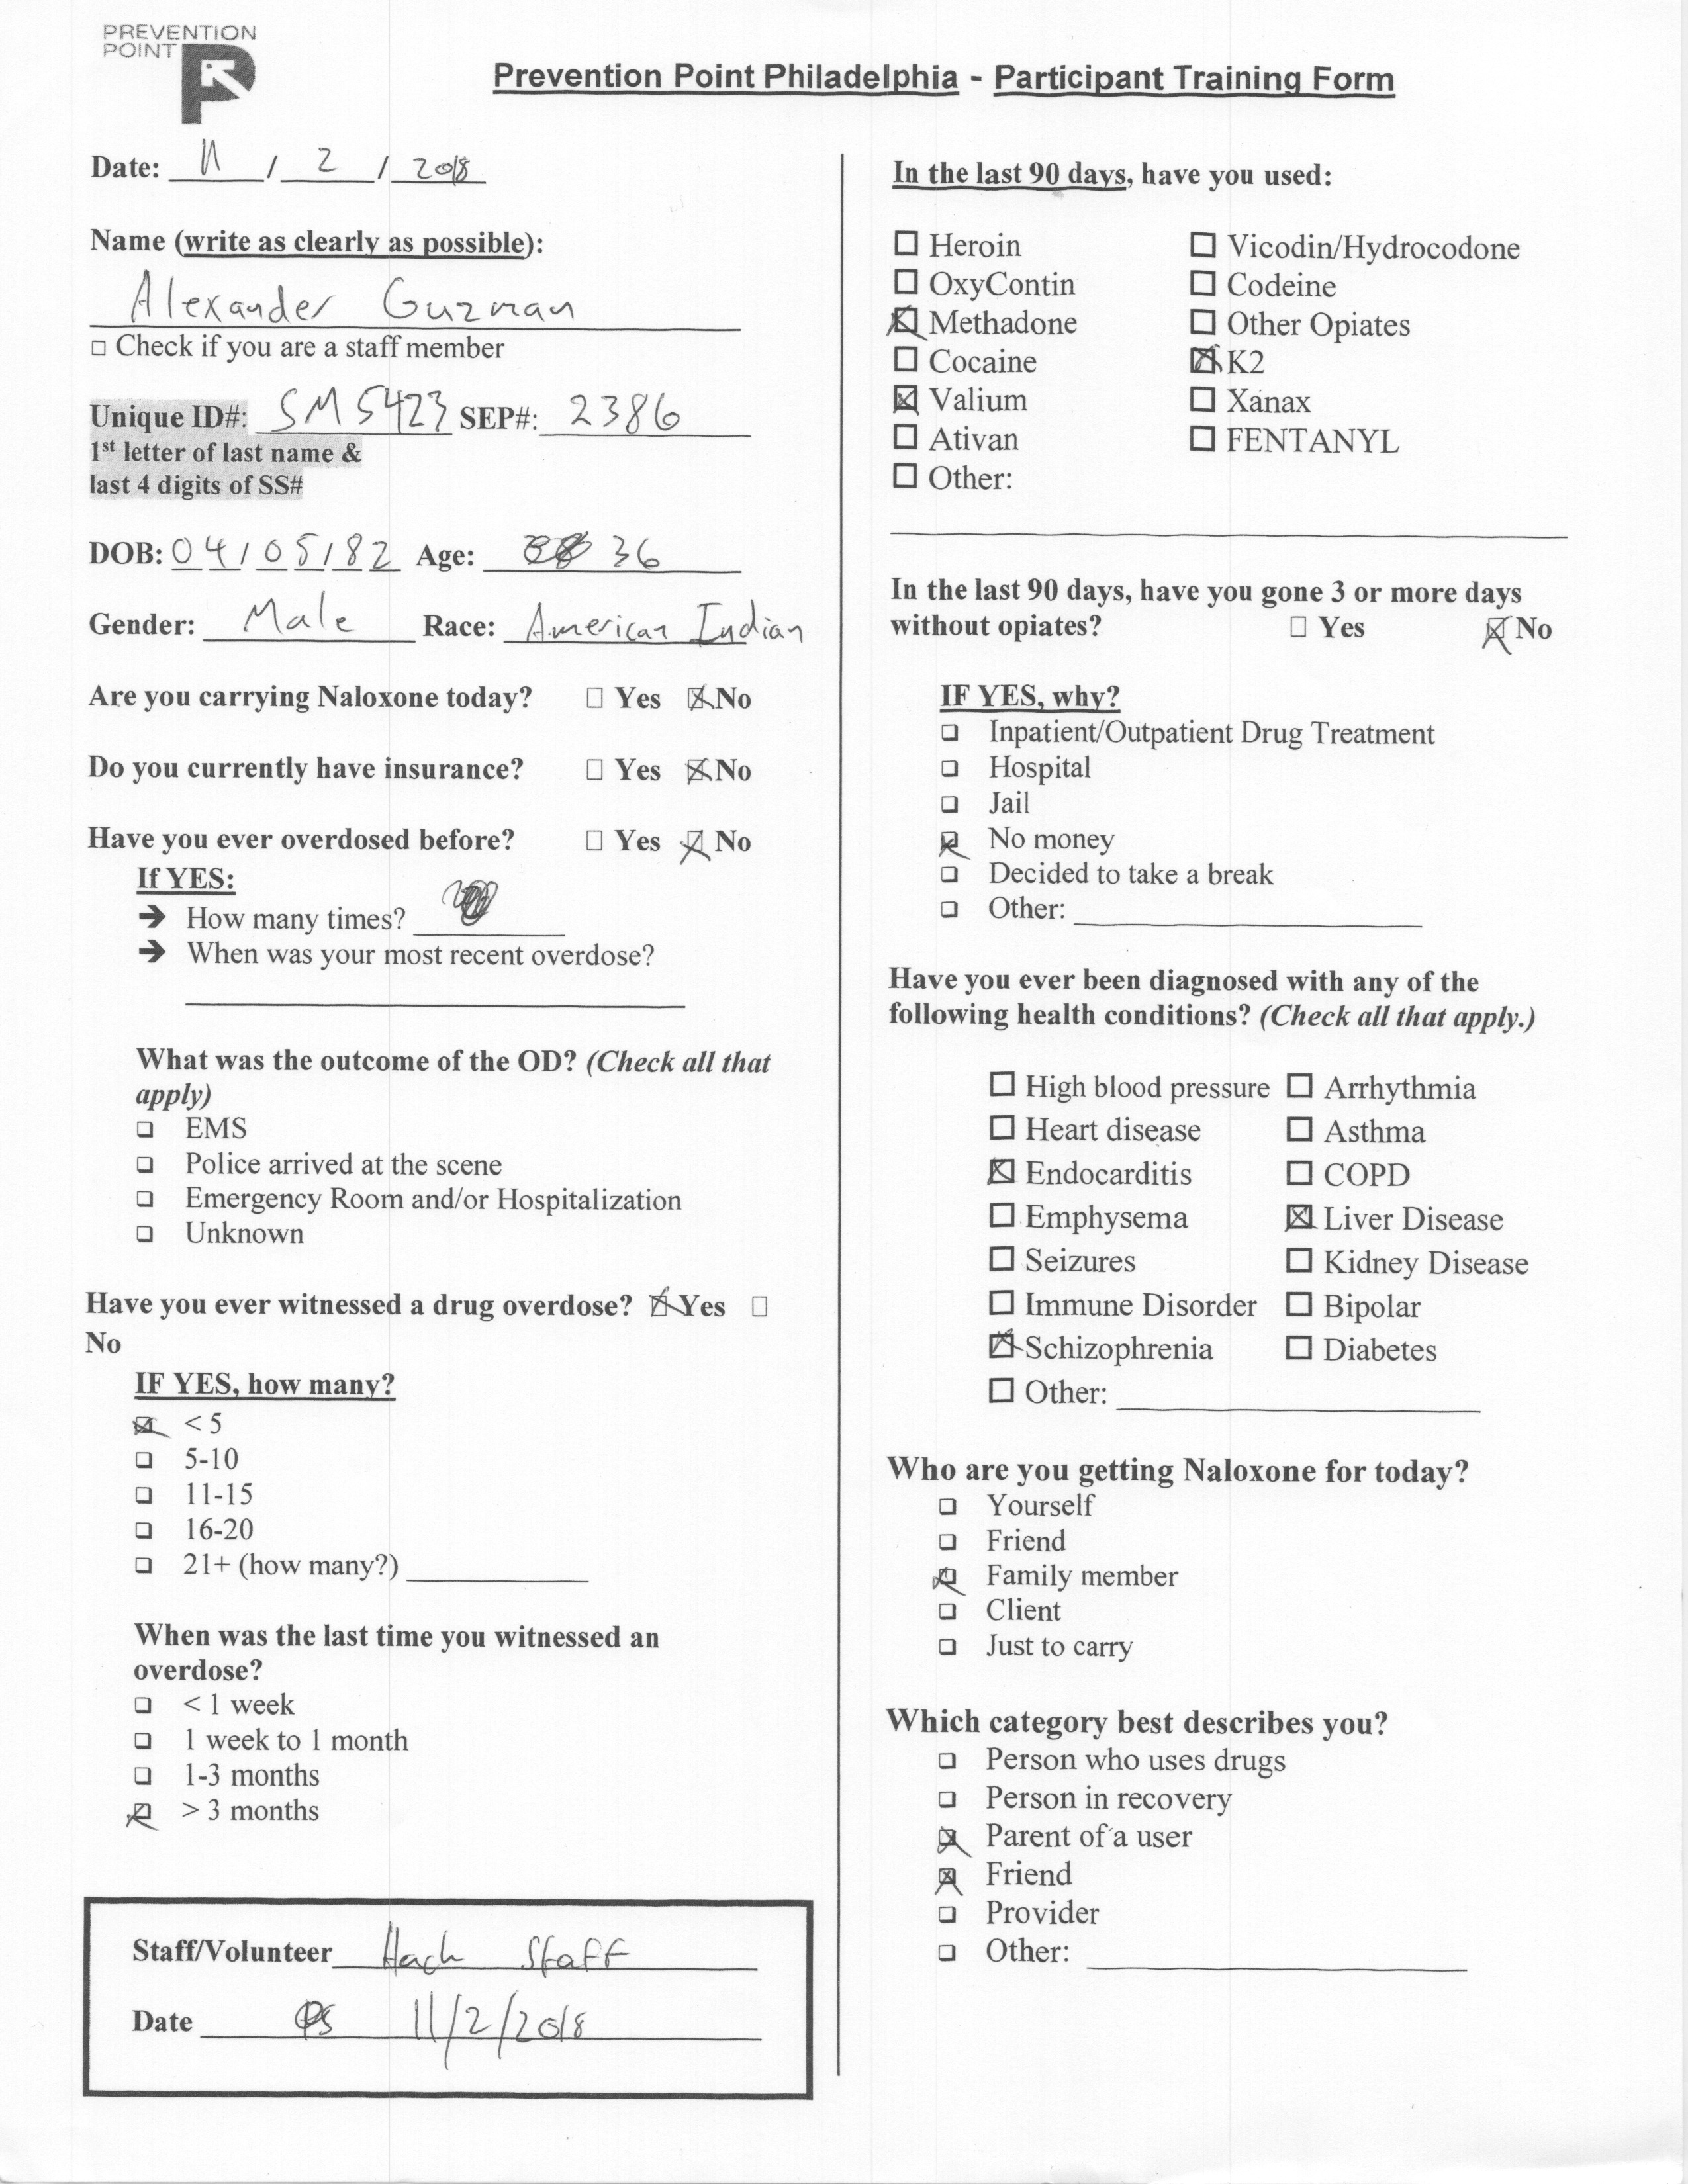 PREVENTION
POINT
Prevention Point Philadelphia - Participant Training Form
Date: 11 / 2 / 2018
Name (write as clearly as possible):
Alexander Guzman
□ Check if you are a staff member
Unique ID#: SM5423 SEP#: 2386
1st letter of last name &
last 4 digits of SS#
DOB: 04/05/82 Age: 36
Gender: Male Race: American Indian
Are you carrying Naloxone today? □ Yes ☒ No
Do you currently have insurance? □ Yes ☒ No
Have you ever overdosed before? □ Yes ☒ No
If YES:
➔ How many times?
➔ When was your most recent overdose?
What was the outcome of the OD? (Check all that
apply)
□ EMS
□ Police arrived at the scene
□ Emergency Room and/or Hospitalization
□ Unknown
Have you ever witnessed a drug overdose? ☒ Yes □
No
IF YES, how many?
☒ < 5
□ 5-10
□ 11-15
□ 16-20
□ 21+ (how many?)
When was the last time you witnessed an
overdose?
□ < 1 week
□ 1 week to 1 month
□ 1-3 months
☒ > 3 months
Staff/Volunteer Hach Staff
Date 11/2/2018
In the last 90 days, have you used:
□ Heroin □ Vicodin/Hydrocodone
□ OxyContin □ Codeine
☒ Methadone □ Other Opiates
□ Cocaine ☒ K2
☒ Valium □ Xanax
□ Ativan □ FENTANYL
□ Other:
In the last 90 days, have you gone 3 or more days
without opiates? □ Yes ☒ No
IF YES, why?
□ Inpatient/Outpatient Drug Treatment
□ Hospital
□ Jail
☒ No money
□ Decided to take a break
□ Other:
Have you ever been diagnosed with any of the
following health conditions? (Check all that apply.)
□ High blood pressure □ Arrhythmia
□ Heart disease □ Asthma
☒ Endocarditis □ COPD
□ Emphysema ☒ Liver Disease
□ Seizures □ Kidney Disease
□ Immune Disorder □ Bipolar
☒ Schizophrenia □ Diabetes
□ Other:
Who are you getting Naloxone for today?
□ Yourself
□ Friend
☒ Family member
□ Client
□ Just to carry
Which category best describes you?
□ Person who uses drugs
□ Person in recovery
☒ Parent of a user
☒ Friend
□ Provider
□ Other: